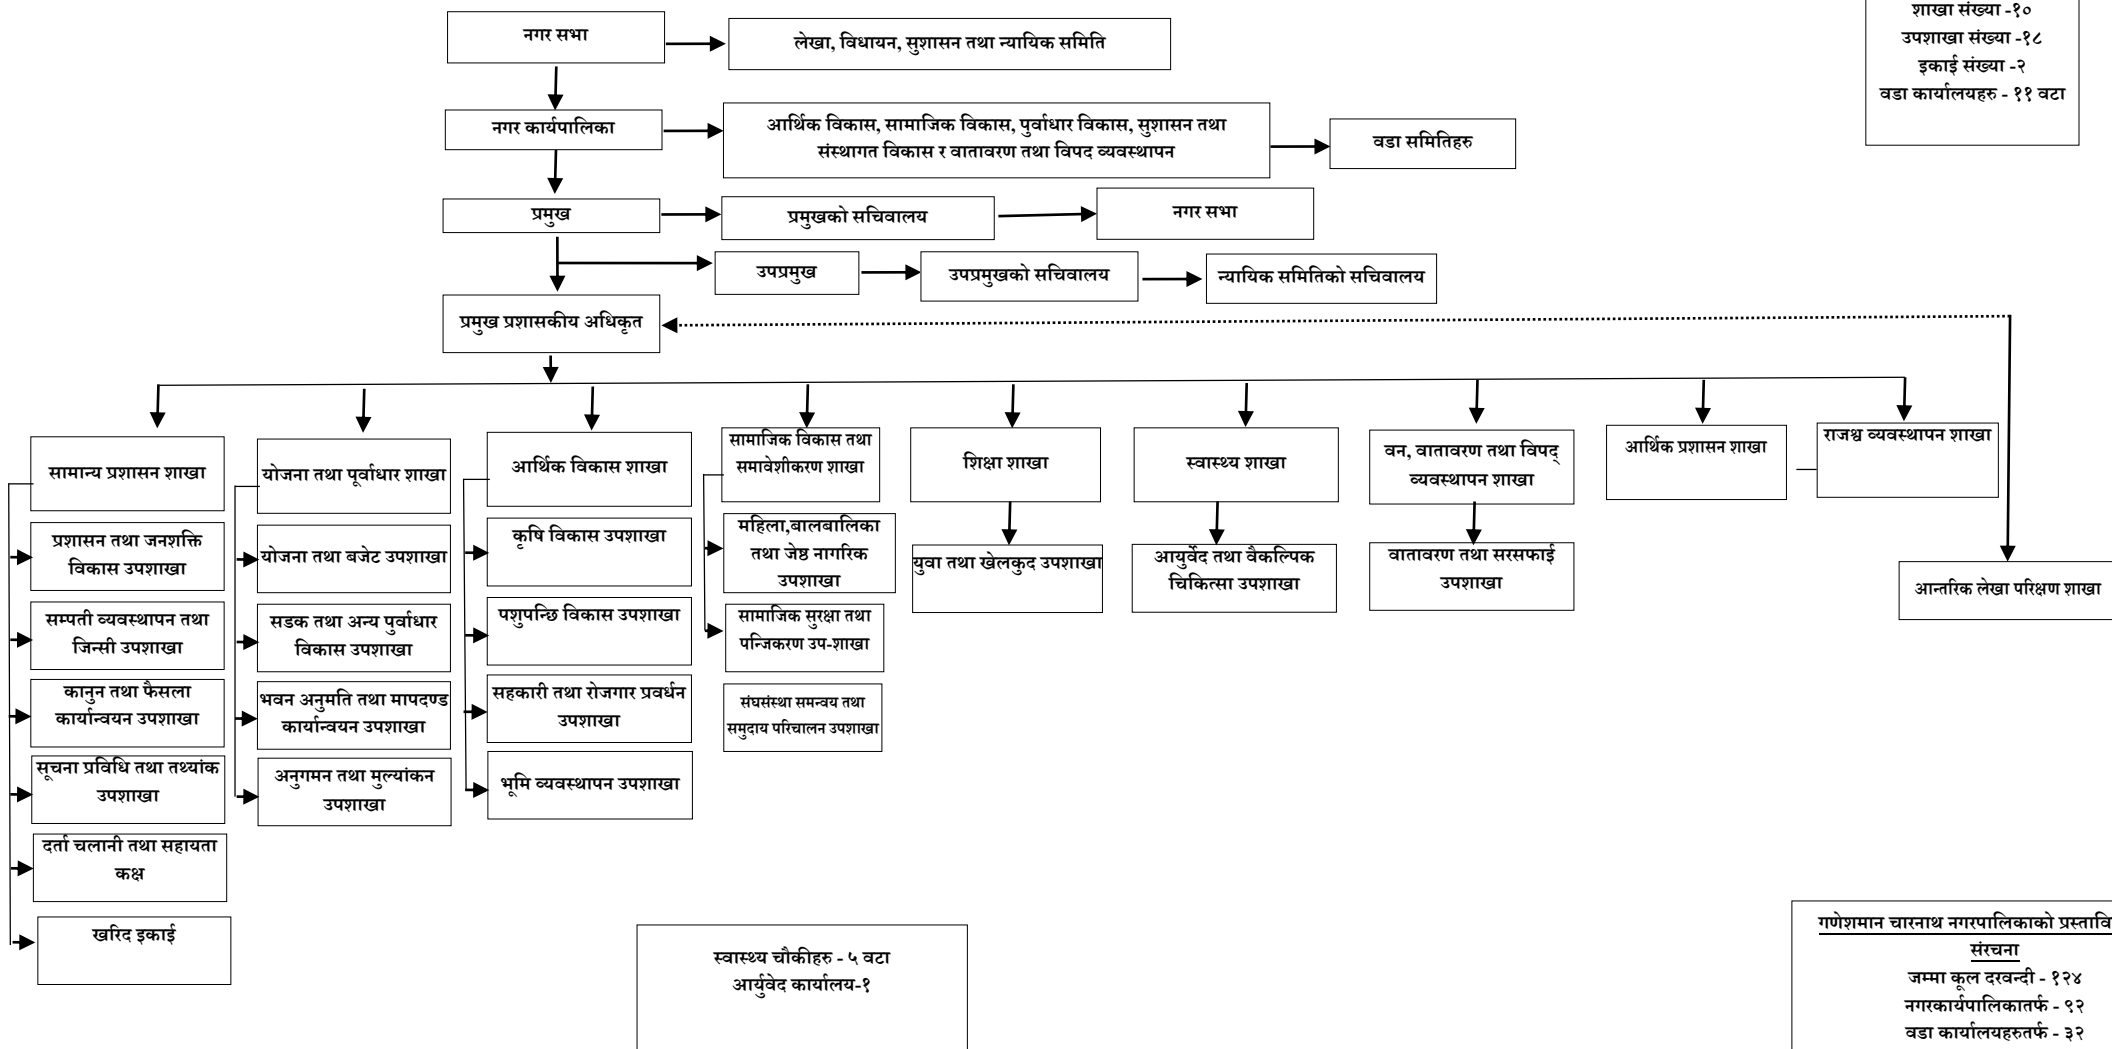 शाखा संख्या -१०
उपशाखा संख्या -१८
इकाई संख्या -२
वडा कार्यालयहरु - ११ वटा
नगर सभा
लेखा, विधायन, सुशासन तथा न्यायिक समिति
नगर कार्यपालिका
आर्थिक विकास, सामाजिक विकास, पुर्वाधार विकास, सुशासन तथा
संस्थागत विकास र वातावरण तथा विपद व्यवस्थापन
वडा समितिहरु
प्रमुख
प्रमुखको सचिवालय
नगर सभा
उपप्रमुख
उपप्रमुखको सचिवालय
न्यायिक समितिको सचिवालय
प्रमुख प्रशासकीय अधिकृत
सामान्य प्रशासन शाखा
प्रशासन तथा जनशक्ति
विकास उपशाखा
सम्पती व्यवस्थापन तथा
जिन्सी उपशाखा
कानुन तथा फैसला
कार्यान्वयन उपशाखा
सूचना प्रविधि तथा तथ्यांक
उपशाखा
दर्ता चलानी तथा सहायता
कक्ष
खरिद इकाई
योजना तथा पूर्वाधार शाखा
योजना तथा बजेट उपशाखा
सडक तथा अन्य पुर्वाधार
विकास उपशाखा
भवन अनुमति तथा मापदण्ड
कार्यान्वयन उपशाखा
अनुगमन तथा मुल्यांकन
उपशाखा
आर्थिक विकास शाखा
कृषि विकास उपशाखा
पशुपन्छि विकास उपशाखा
सहकारी तथा रोजगार प्रवर्धन
उपशाखा
भूमि व्यवस्थापन उपशाखा
सामाजिक विकास तथा
समावेशीकरण शाखा
महिला,बालबालिका
तथा जेष्ठ नागरिक
उपशाखा
सामाजिक सुरक्षा तथा
पन्जिकरण उप-शाखा
संघसंस्था समन्वय तथा
समुदाय परिचालन उपशाखा
शिक्षा शाखा
युवा तथा खेलकुद उपशाखा
स्वास्थ्य शाखा
आयुर्वेद तथा वैकल्पिक
चिकित्सा उपशाखा
वन, वातावरण तथा विपद्
व्यवस्थापन शाखा
वातावरण तथा सरसफाई
उपशाखा
आर्थिक प्रशासन शाखा
राजश्व व्यवस्थापन शाखा
आन्तरिक लेखा परिक्षण शाखा
स्वास्थ्य चौकीहरु - ५ वटा
आर्युवेद कार्यालय-१
गणेशमान चारनाथ नगरपालिकाको
संरचना
जम्मा कूल दरवन्दी - १२४
नगरकार्यपालिकातर्फ - ९२
वडा कार्यालयहरुतर्फ - ३२